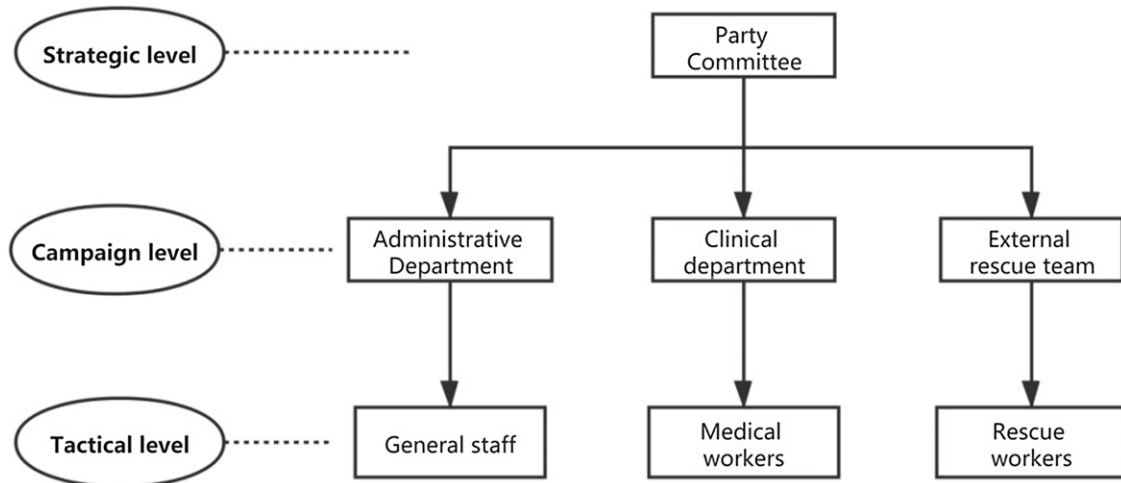 Strategic level
Party
Committee
Campaign level
Administrative
Department
Clinical
department
External
rescue team
Tactical level
General staff
Medical
workers
Rescue
workers